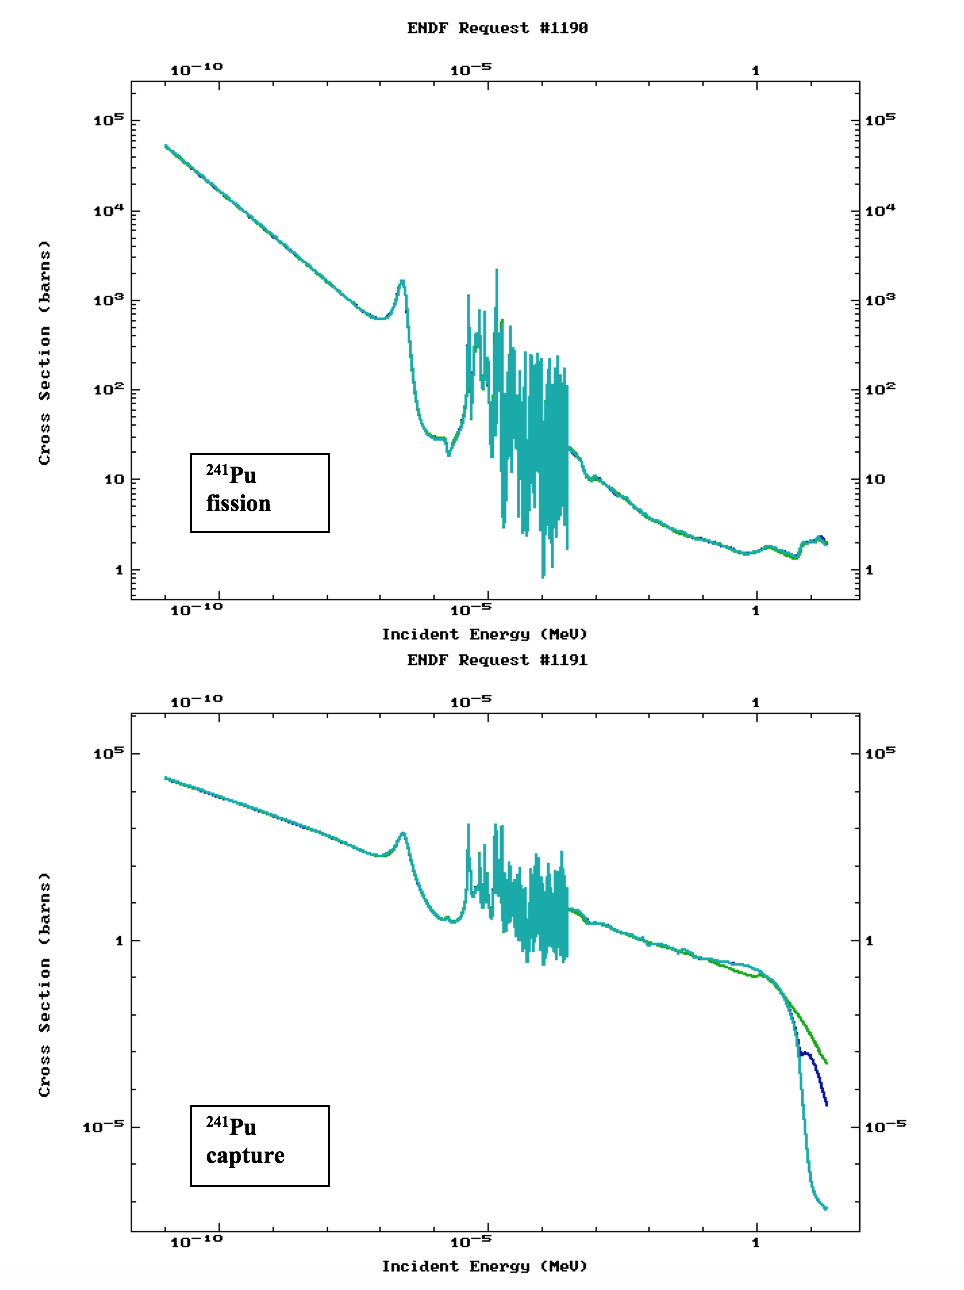 ENDF Request #1190
10⁻¹⁰ 10⁻⁵ 1
10⁵ 10⁵
10⁴ 10⁴
10³ 10³
10² 10²
10 10
1 1
Cross Section (barns)
²⁴¹Pu
fission
10⁻¹⁰ 10⁻⁵ 1
Incident Energy (MeV)
ENDF Request #1191
10⁻¹⁰ 10⁻⁵ 1
10⁵ 10⁵
1 1
10⁻⁵ 10⁻⁵
Cross Section (barns)
²⁴¹Pu
capture
10⁻¹⁰ 10⁻⁵ 1
Incident Energy (MeV)